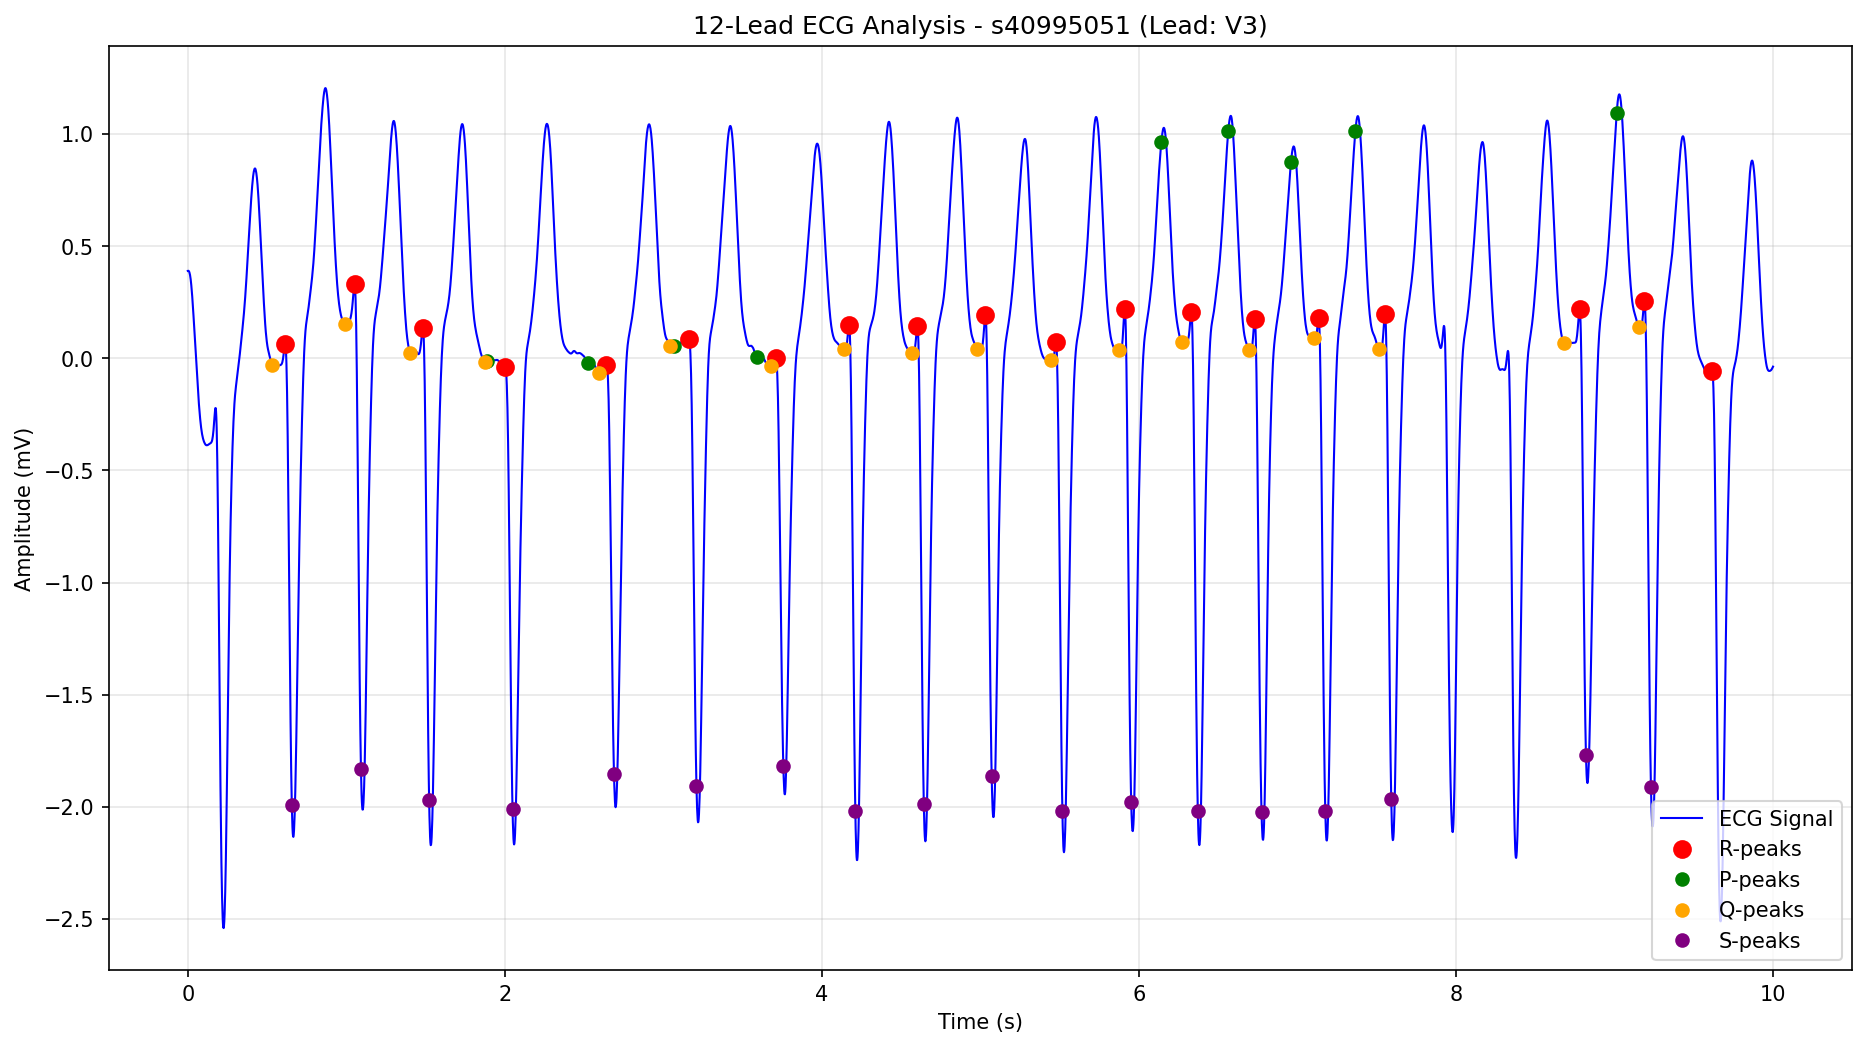 12-Lead ECG Analysis - s40995051 (Lead: V3)
Amplitude (mV)
1.0
0.5
0.0
−0.5
−1.0
−1.5
−2.0
−2.5
0 2 4 6 8 10
Time (s)
ECG Signal
R-peaks
P-peaks
Q-peaks
S-peaks